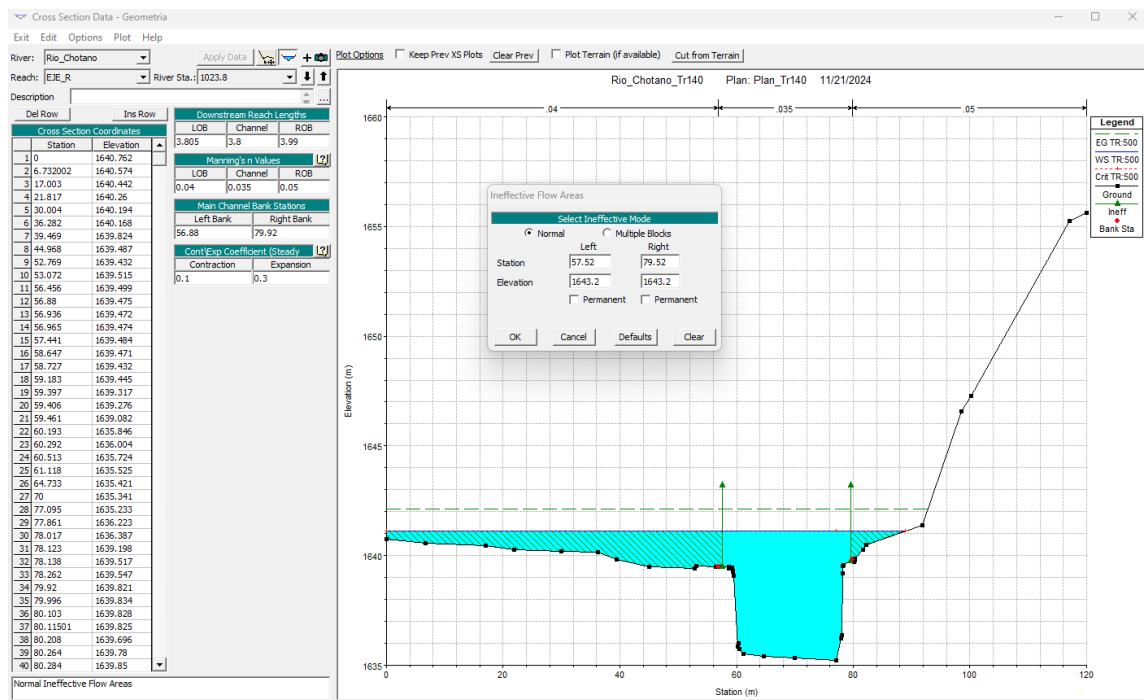 Cross Section Data - Geometria
Exit Edit Options Plot Help
River: Rio_Chotano Apply Data
Plot Options Keep Prev XS Plots Clear Prev Plot Terrain (if available) Cut from Terrain
Reach: EJE_R River Sta.: 1023.8
Description ...
Del Row Ins Row
Cross Section Coordinates
Station Elevation
1 0 1640.762
2 6.732002 1640.574
3 17.003 1640.442
4 21.817 1640.26
5 30.004 1640.194
6 36.282 1640.168
7 39.469 1639.824
8 44.968 1639.487
9 52.769 1639.432
10 53.072 1639.515
11 56.456 1639.499
12 56.88 1639.475
13 56.936 1639.472
14 56.965 1639.474
15 57.441 1639.484
16 58.647 1639.471
17 58.727 1639.432
18 59.183 1639.445
19 59.397 1639.317
20 59.406 1639.276
21 59.461 1639.082
22 60.193 1635.846
23 60.292 1636.004
24 60.513 1635.724
25 61.118 1635.525
26 64.733 1635.421
27 70 1635.341
28 77.095 1635.233
29 77.861 1636.223
30 78.017 1636.387
31 78.123 1639.198
32 78.138 1639.517
33 78.262 1639.547
34 79.92 1639.821
35 79.996 1639.834
36 80.103 1639.828
37 80.11501 1639.825
38 80.208 1639.696
39 80.264 1639.78
40 80.284 1639.85
Normal Ineffective Flow Areas
Downstream Reach Lengths
LOB Channel ROB
3.805 3.8 3.99
Manning's n Values ?
LOB Channel ROB
0.04 0.035 0.05
Main Channel Bank Stations
Left Bank Right Bank
56.88 79.92
Cont\Exp Coefficient (Steady ?
Contraction Expansion
0.1 0.3
Rio_Chotano_Tr140 Plan: Plan_Tr140 11/21/2024
.04 .035 .05
1660
1655
1650
1645
1640
1635
Elevation (m)
0 20 40 60 80 100 120
Station (m)
Legend
EG TR:500
WS TR:500
Crit TR:500
Ground
Ineff
Bank Sta
Ineffective Flow Areas
Select Ineffective Mode
Normal Multiple Blocks
Left Right
Station 57.52 79.52
Elevation 1643.2 1643.2
Permanent Permanent
OK Cancel Defaults Clear